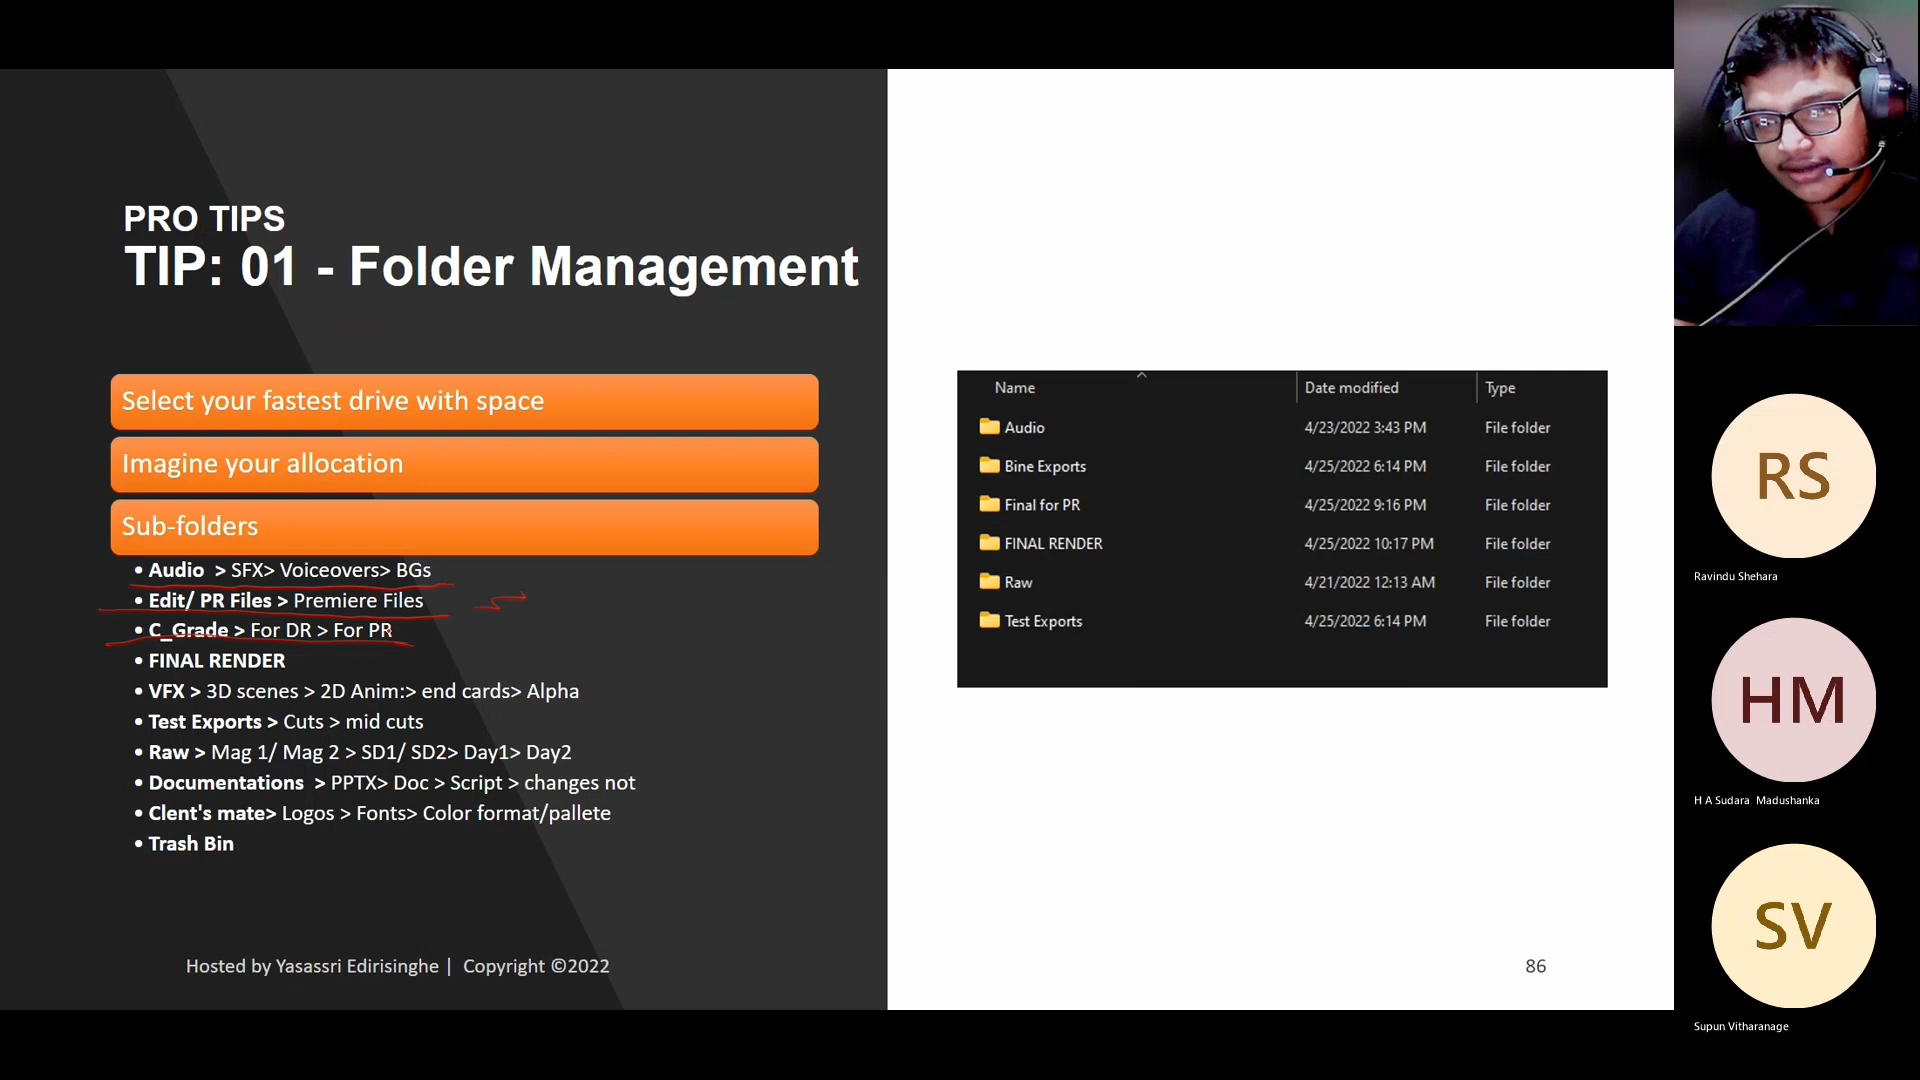 PRO TIPS
TIP: 01 - Folder Management
Select your fastest drive with space
Imagine your allocation
Sub-folders
• Audio > SFX> Voiceovers> BGs
• Edit/ PR Files > Premiere Files
• C_Grade > For DR > For PR
• FINAL RENDER
• VFX > 3D scenes > 2D Anim:> end cards> Alpha
• Test Exports > Cuts > mid cuts
• Raw > Mag 1/ Mag 2 > SD1/ SD2> Day1> Day2
• Documentations > PPTX> Doc > Script > changes not
• Clent's mate> Logos > Fonts> Color format/pallete
• Trash Bin
Hosted by Yasassri Edirisinghe | Copyright ©2022
Name Date modified Type
Audio 4/23/2022 3:43 PM File folder
Bine Exports 4/25/2022 6:14 PM File folder
Final for PR 4/25/2022 9:16 PM File folder
FINAL RENDER 4/25/2022 10:17 PM File folder
Raw 4/21/2022 12:13 AM File folder
Test Exports 4/25/2022 6:14 PM File folder
86
RS
Ravindu Shehara
HM
H A Sudara Madushanka
SV
Supun Vitharanage